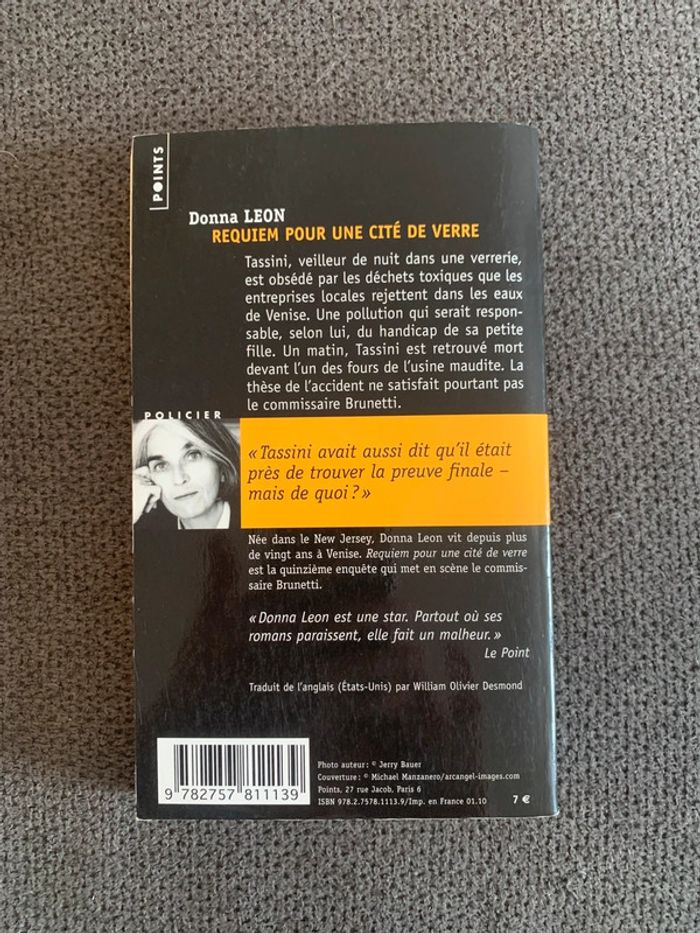 POINTS
Donna LEON
REQUIEM POUR UNE CITÉ DE VERRE
Tassini, veilleur de nuit dans une verrerie,
est obsédé par les déchets toxiques que les
entreprises locales rejettent dans les eaux
de Venise. Une pollution qui serait respon-
sable, selon lui, du handicap de sa petite
fille. Un matin, Tassini est retrouvé mort
devant l'un des fours de l'usine maudite. La
thèse de l'accident ne satisfait pourtant pas
le commissaire Brunetti.
POLICIER
« Tassini avait aussi dit qu'il était
près de trouver la preuve finale –
mais de quoi ? »
Née dans le New Jersey, Donna Leon vit depuis plus
de vingt ans à Venise. Requiem pour une cité de verre
est la quinzième enquête qui met en scène le commis-
saire Brunetti.
« Donna Leon est une star. Partout où ses
romans paraissent, elle fait un malheur. »
Le Point
Traduit de l'anglais (États-Unis) par William Olivier Desmond
Photo auteur : © Jerry Bauer
Couverture : © Michael Manzanero/arcangel-images.com
Points, 27 rue Jacob, Paris 6
ISBN 978.2.7578.1113.9/Imp. en France 01.10 7 €
9 782757 811139